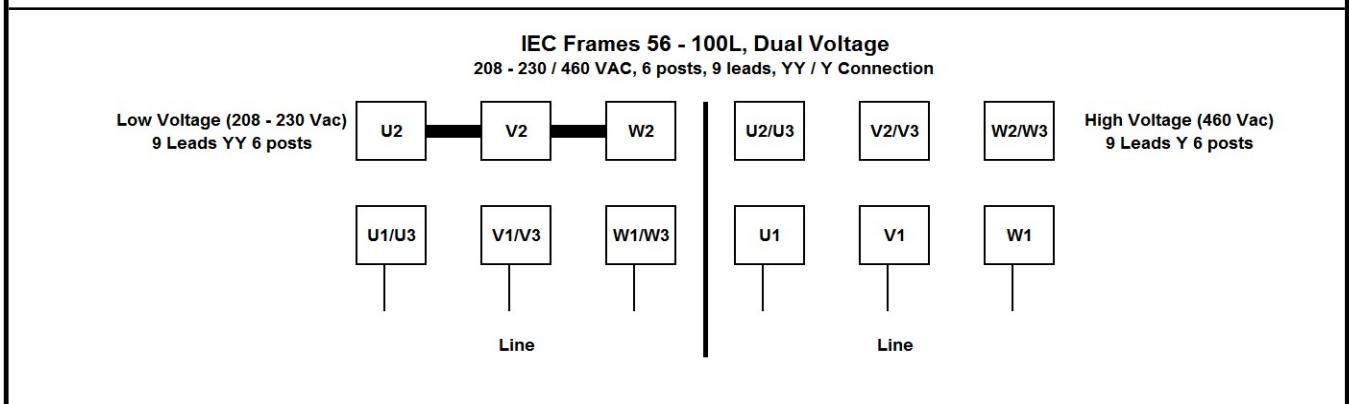 IEC Frames 56 - 100L, Dual Voltage
208 - 230 / 460 VAC, 6 posts, 9 leads, YY / Y Connection
Low Voltage (208 - 230 Vac)
9 Leads YY 6 posts
U2 V2 W2
U1/U3 V1/V3 W1/W3
Line
U2/U3 V2/V3 W2/W3
High Voltage (460 Vac)
9 Leads Y 6 posts
U1 V1 W1
Line